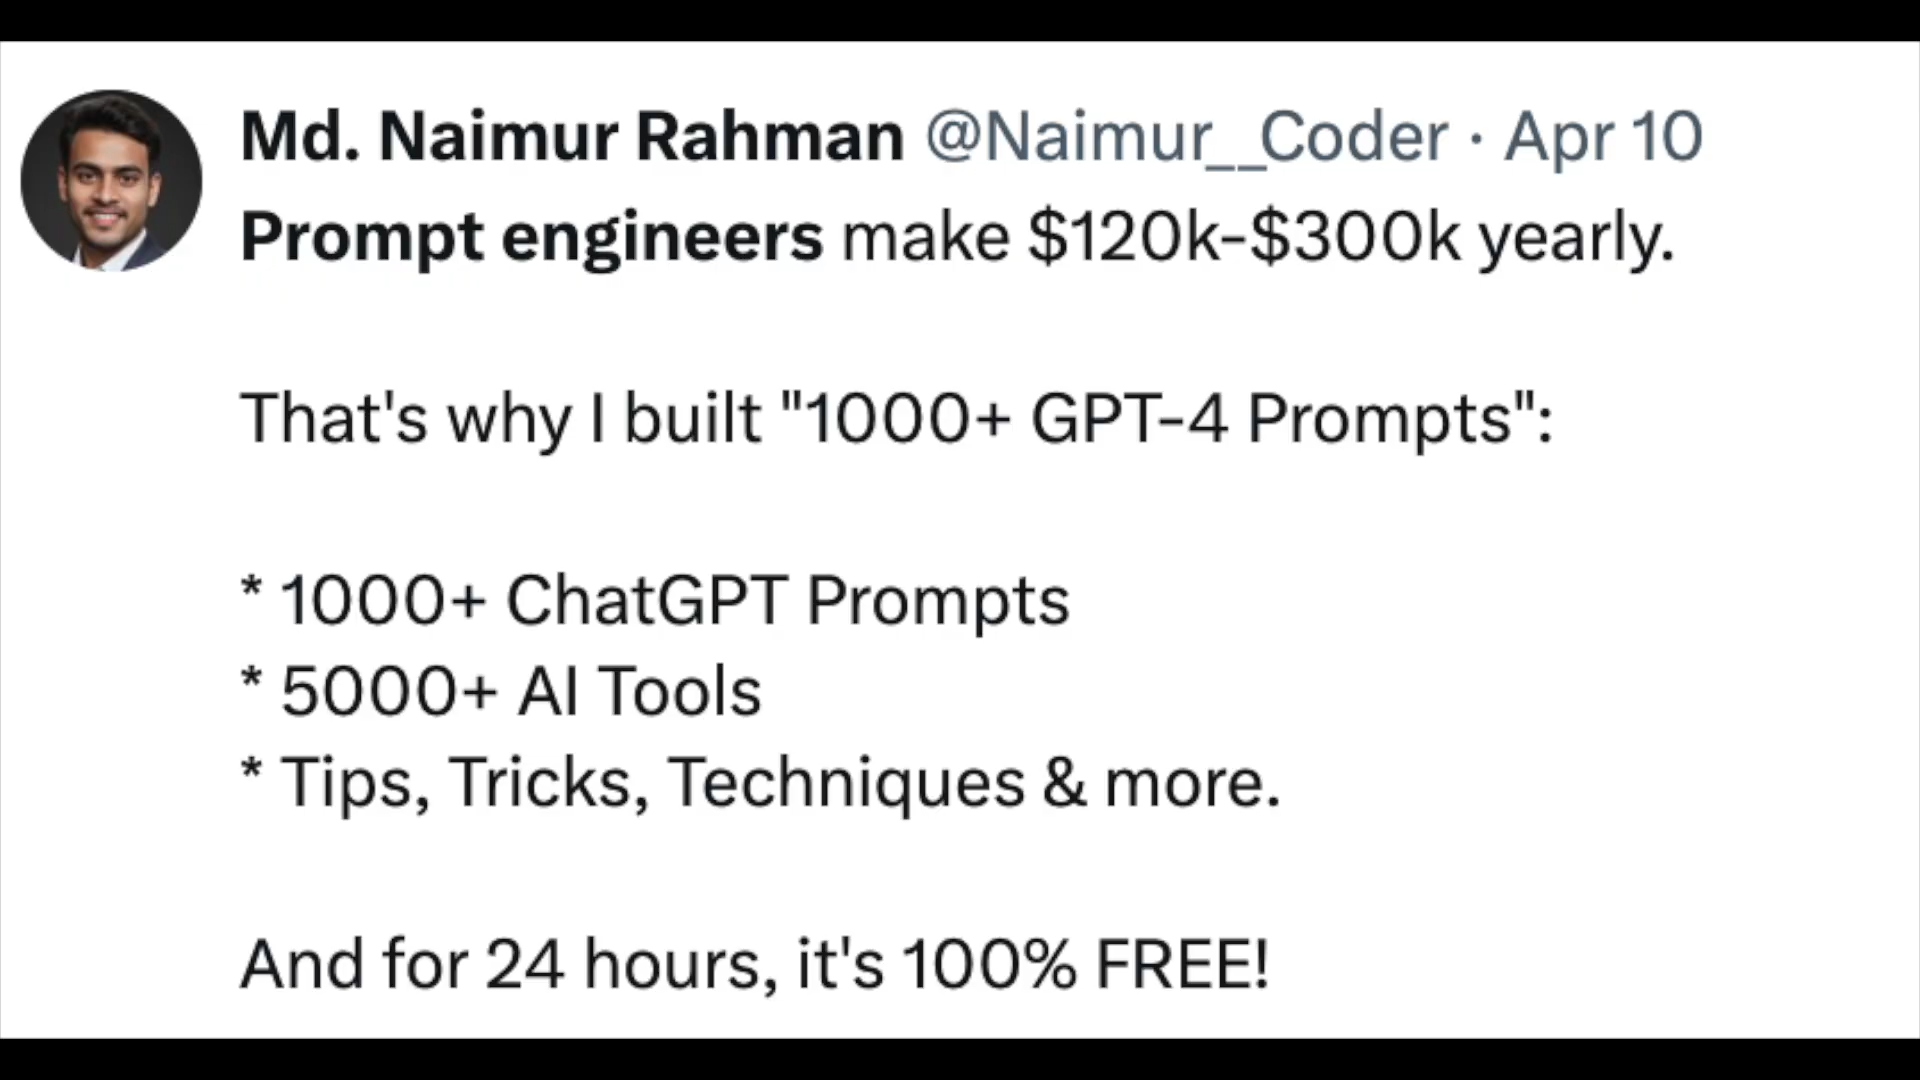 Md. Naimur Rahman @Naimur__Coder · Apr 10
Prompt engineers make $120k-$300k yearly.
That's why I built "1000+ GPT-4 Prompts":
* 1000+ ChatGPT Prompts
* 5000+ AI Tools
* Tips, Tricks, Techniques & more.
And for 24 hours, it's 100% FREE!